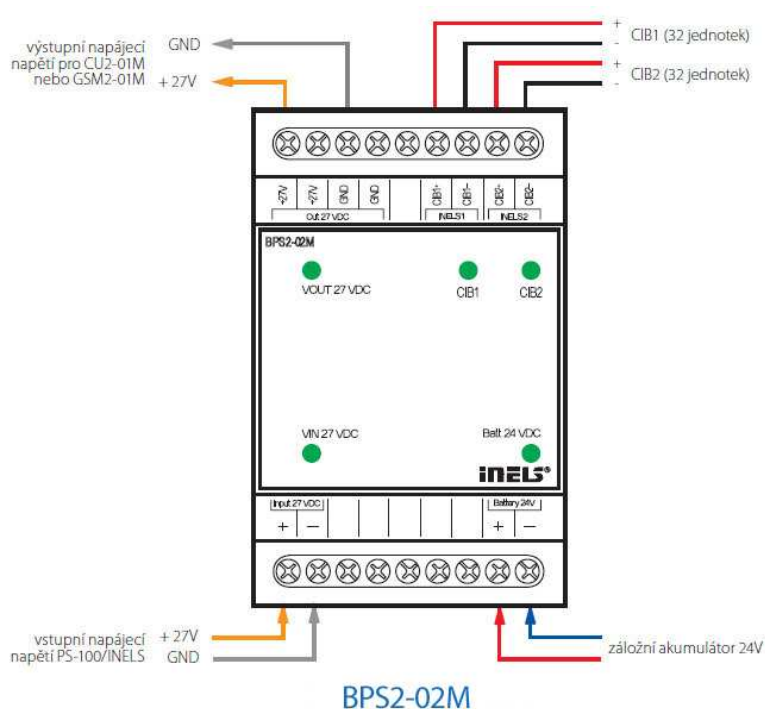 výstupní napájecí
napětí pro CU2-01M
nebo GSM2-01M
GND
+ 27V
+
-
CIB1 (32 jednotek)
+
-
CIB2 (32 jednotek)
+27V
+27V
GND
GND
CIB1+
CIB1-
CIB2-
CIB2-
Out 27 VDC
INELS1
INELS2
BPS2-02M
VOUT 27 VDC
CIB1
CIB2
VIN 27 VDC
Batt 24 VDC
iNELS®
Input 27 VDC
Battery 24V
+ −
+ −
vstupní napájecí
napětí PS-100/INELS
+ 27V
GND
záložní akumulátor 24V
BPS2-02M